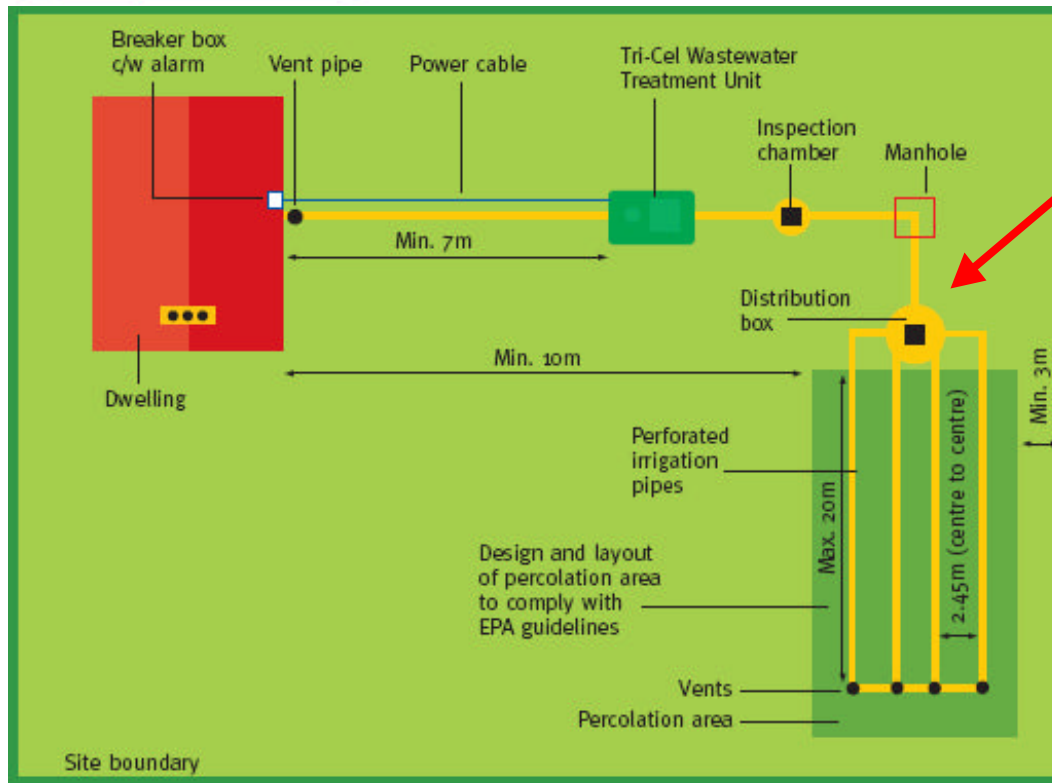 Breaker box
c/w alarm
Vent pipe
Power cable
Tri-Cel Wastewater
Treatment Unit
Inspection
chamber
Manhole
Min. 7m
Distribution
box
Min. 10m
Min. 3m
Dwelling
Perforated
irrigation
pipes
Max. 20m
2.45m (centre to centre)
Design and layout
of percolation area
to comply with
EPA guidelines
Vents
Percolation area
Site boundary